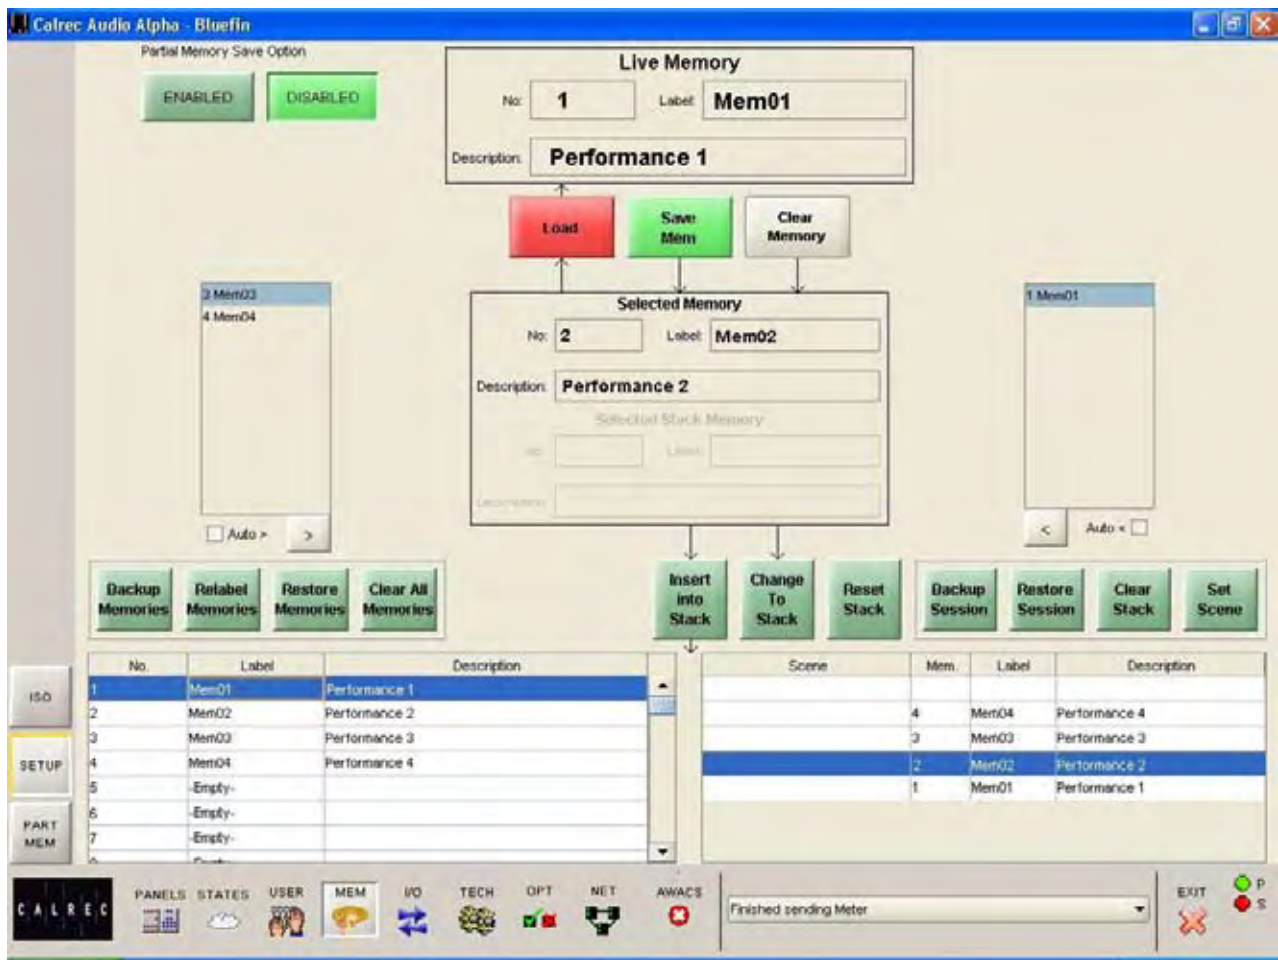 Calrec Audio Alpha - Bluefin
Partial Memory Save Option
ENABLED
DISABLED
Live Memory
No: 1 Label: Mem01
Description: Performance 1
Load
Save Mem
Clear Memory
3 Mem03
4 Mem04
Auto >
>
Selected Memory
No: 2 Label: Mem02
Description: Performance 2
Selected Stack Memory
No: Label:
Description:
1 Mem01
<
Auto <
Backup Memories
Relabel Memories
Restore Memories
Clear All Memories
Insert into Stack
Change To Stack
Reset Stack
Backup Session
Restore Session
Clear Stack
Set Scene
No. Label Description
1 Mem01 Performance 1
2 Mem02 Performance 2
3 Mem03 Performance 3
4 Mem04 Performance 4
5 -Empty-
6 -Empty-
7 -Empty-
Scene Mem. Label Description
4 Mem04 Performance 4
3 Mem03 Performance 3
2 Mem02 Performance 2
1 Mem01 Performance 1
ISO
SETUP
PART MEM
CALREC
PANELS STATES USER MEM I/O TECH OPT NET AWACS
Finished sending Meter
EXIT
P
S